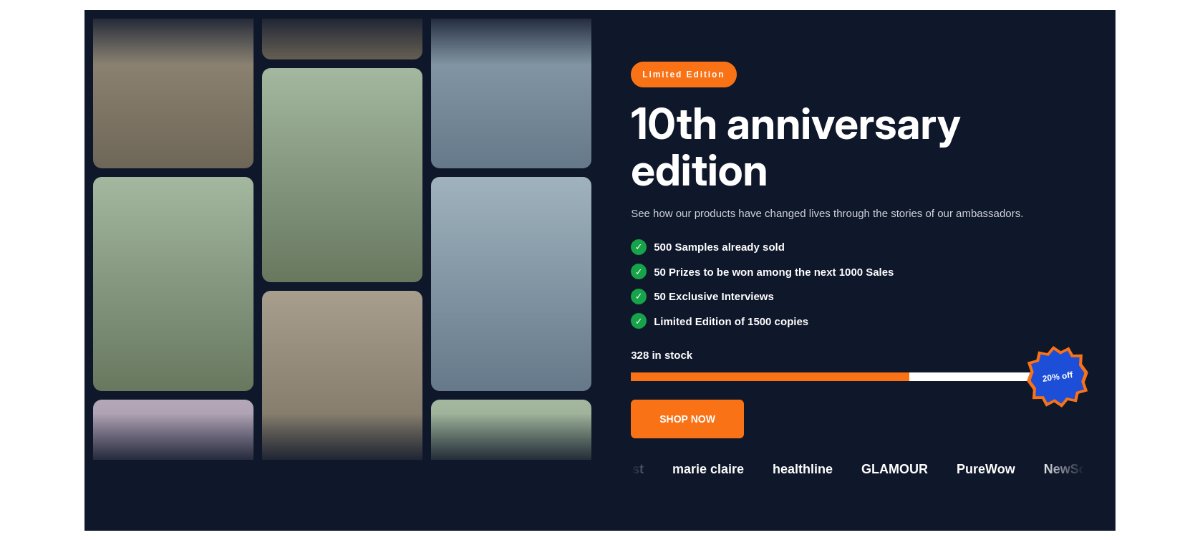 Limited Edition
10th anniversary
edition
See how our products have changed lives through the stories of our ambassadors.
500 Samples already sold
50 Prizes to be won among the next 1000 Sales
50 Exclusive Interviews
Limited Edition of 1500 copies
328 in stock
20% off
SHOP NOW
st marie claire healthline GLAMOUR PureWow NewSc